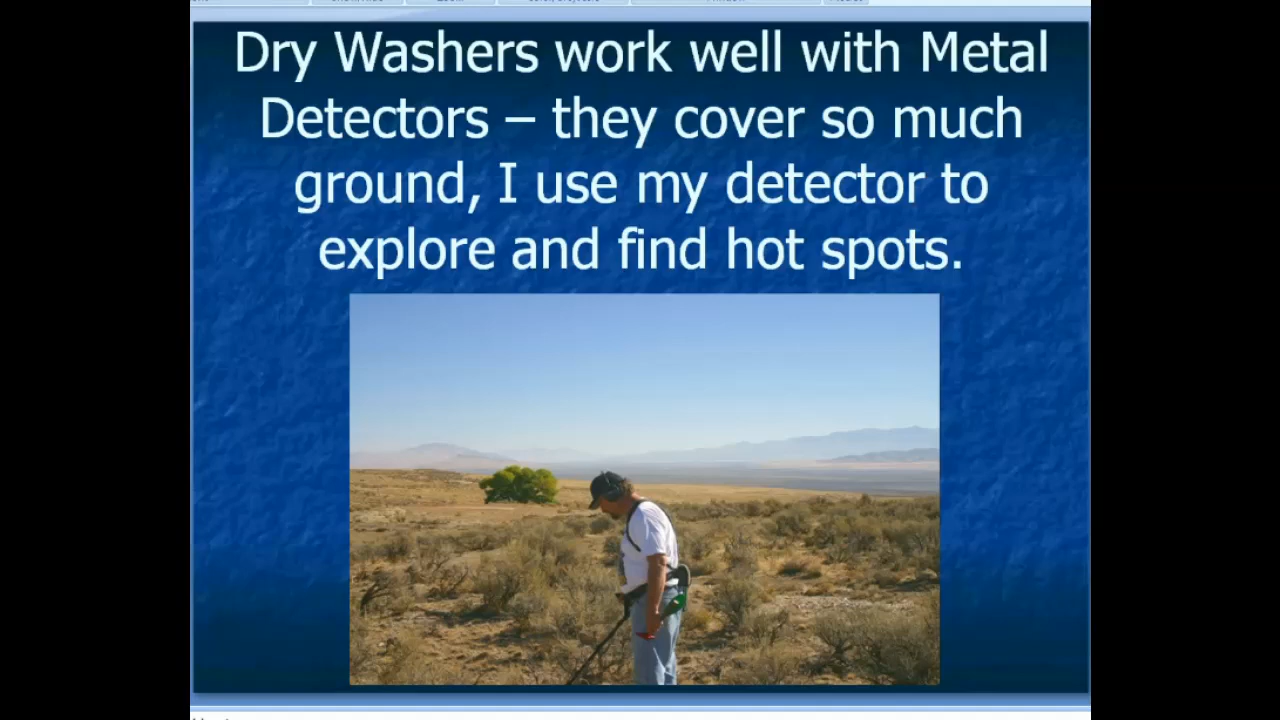 Dry Washers work well with Metal
Detectors – they cover so much
ground, I use my detector to
explore and find hot spots.